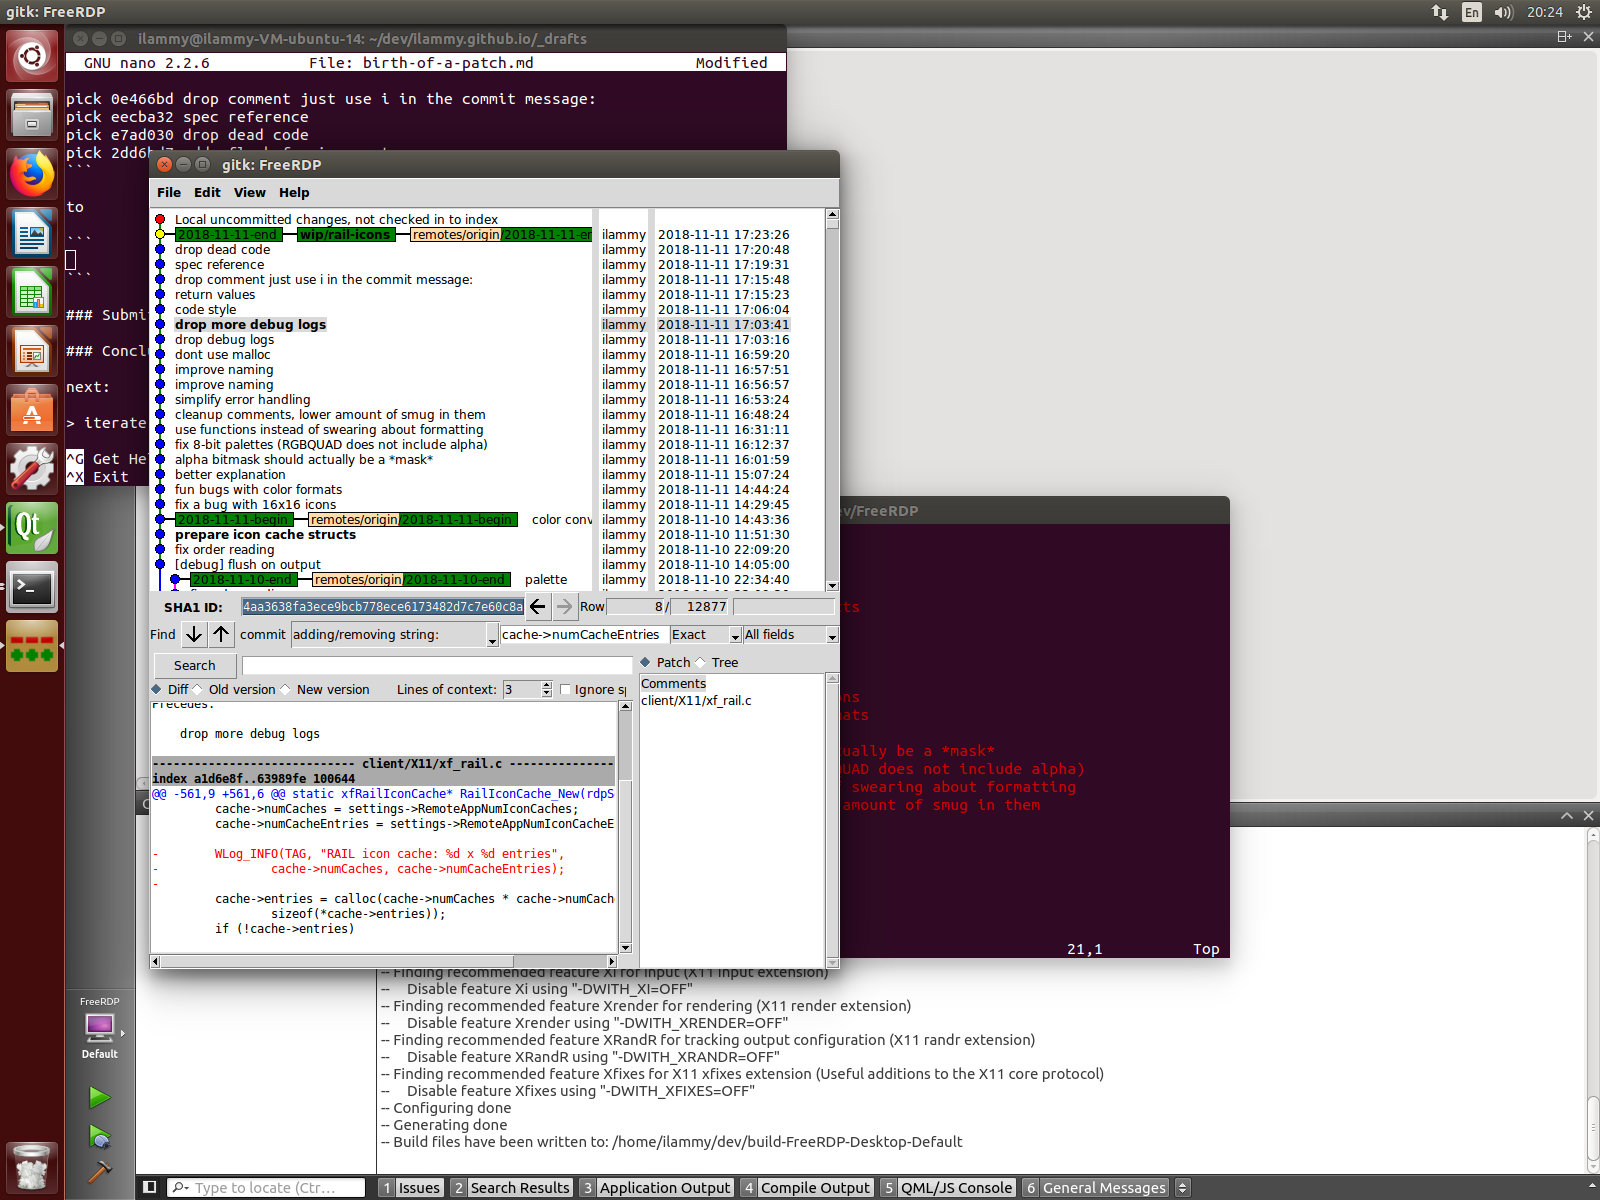 gitk: FreeRDP
En
20:24
ilammy@ilammy-VM-ubuntu-14: ~/dev/ilammy.github.io/_drafts
GNU nano 2.2.6 File: birth-of-a-patch.md Modified
pick 0e466bd drop comment just use i in the commit message:
pick eecba32 spec reference
pick e7ad030 drop dead code
pick 2dd6
```
to
```
```
### Submi
### Concl
next:
> iterate
^G Get He
^X Exit
gitk: FreeRDP
File Edit View Help
Local uncommitted changes, not checked in to index
2018-11-11-end wip/rail-icons remotes/origin/2018-11-11-en ilammy 2018-11-11 17:23:26
drop dead code ilammy 2018-11-11 17:20:48
spec reference ilammy 2018-11-11 17:19:31
drop comment just use i in the commit message: ilammy 2018-11-11 17:15:48
return values ilammy 2018-11-11 17:15:23
code style ilammy 2018-11-11 17:06:04
drop more debug logs ilammy 2018-11-11 17:03:41
drop debug logs ilammy 2018-11-11 17:03:16
dont use malloc ilammy 2018-11-11 16:59:20
improve naming ilammy 2018-11-11 16:57:51
improve naming ilammy 2018-11-11 16:56:57
simplify error handling ilammy 2018-11-11 16:53:24
cleanup comments, lower amount of smug in them ilammy 2018-11-11 16:48:24
use functions instead of swearing about formatting ilammy 2018-11-11 16:31:11
fix 8-bit palettes (RGBQUAD does not include alpha) ilammy 2018-11-11 16:12:37
alpha bitmask should actually be a *mask* ilammy 2018-11-11 16:01:59
better explanation ilammy 2018-11-11 15:07:24
fun bugs with color formats ilammy 2018-11-11 14:44:24
fix a bug with 16x16 icons ilammy 2018-11-11 14:29:45
2018-11-11-begin remotes/origin/2018-11-11-begin color conv ilammy 2018-11-10 14:43:36
prepare icon cache structs ilammy 2018-11-10 11:51:30
fix order reading ilammy 2018-11-10 22:09:20
[debug] flush on output ilammy 2018-11-10 14:05:00
2018-11-10-end remotes/origin/2018-11-10-end palette ilammy 2018-11-10 22:34:40
SHA1 ID: 4aa3638fa3ece9bcb778ece6173482d7c7e60c8a Row 8 / 12877
Find commit adding/removing string: cache->numCacheEntries Exact All fields
Search
Patch Tree
Diff Old version New version Lines of context: 3 Ignore sp
Comments
client/X11/xf_rail.c
Precedes:
drop more debug logs
--------------------------- client/X11/xf_rail.c ---------------
index a1d6e8f..63989fe 100644
@@ -561,9 +561,6 @@ static xfRailIconCache* RailIconCache_New(rdpS
cache->numCaches = settings->RemoteAppNumIconCaches;
cache->numCacheEntries = settings->RemoteAppNumIconCacheE
- WLog_INFO(TAG, "RAIL icon cache: %d x %d entries",
- cache->numCaches, cache->numCacheEntries);
-
cache->entries = calloc(cache->numCaches * cache->numCache
sizeof(*cache->entries));
if (!cache->entries)
ev/FreeRDP
ts
ns
ats
ually be a *mask*
QUAD does not include alpha)
swearing about formatting
amount of smug in them
21,1 Top
-- Finding recommended feature Xi for input (X11 input extension)
-- Disable feature Xi using "-DWITH_XI=OFF"
-- Finding recommended feature Xrender for rendering (X11 render extension)
-- Disable feature Xrender using "-DWITH_XRENDER=OFF"
-- Finding recommended feature XRandR for tracking output configuration (X11 randr extension)
-- Disable feature XRandR using "-DWITH_XRANDR=OFF"
-- Finding recommended feature Xfixes for X11 xfixes extension (Useful additions to the X11 core protocol)
-- Disable feature Xfixes using "-DWITH_XFIXES=OFF"
-- Configuring done
-- Generating done
-- Build files have been written to: /home/ilammy/dev/build-FreeRDP-Desktop-Default
FreeRDP
Default
Type to locate (Ctr... 1 Issues 2 Search Results 3 Application Output 4 Compile Output 5 QML/JS Console 6 General Messages